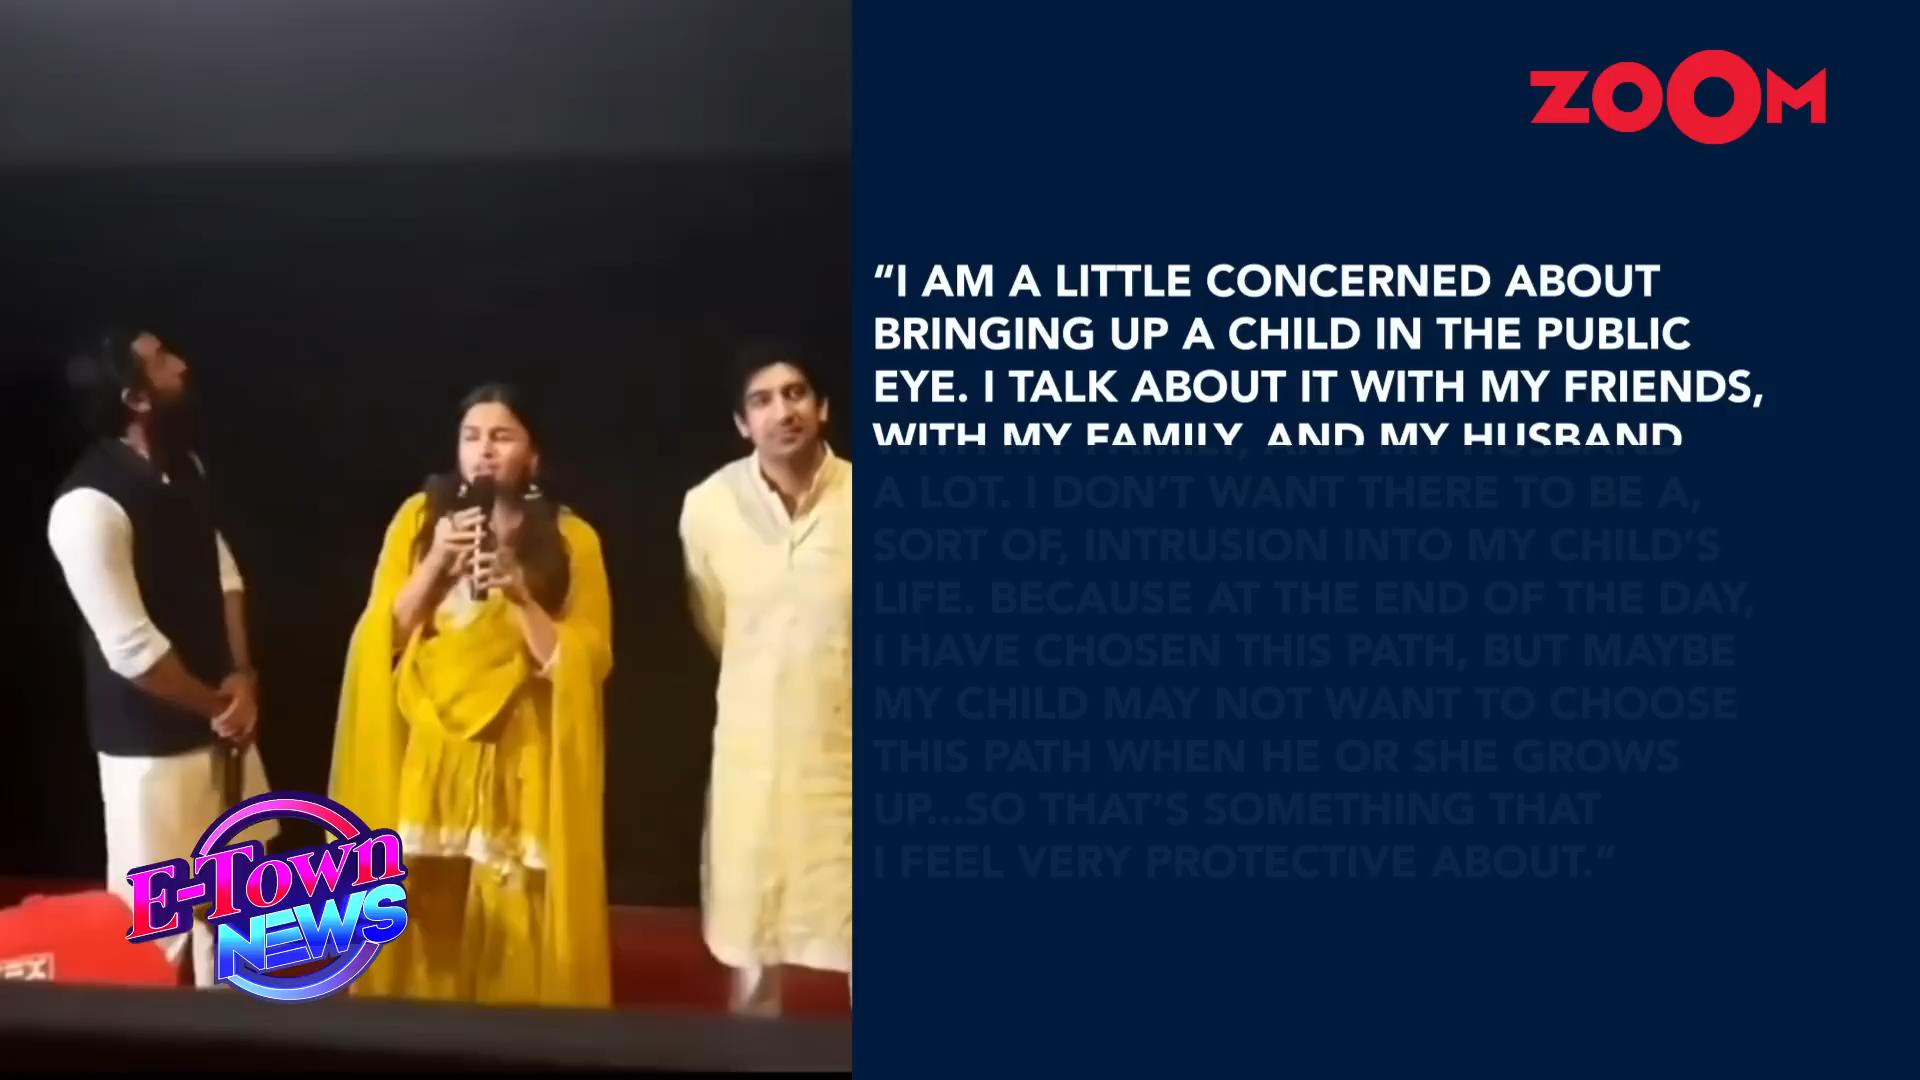 ZOOM
“I AM A LITTLE CONCERNED ABOUT
BRINGING UP A CHILD IN THE PUBLIC
EYE. I TALK ABOUT IT WITH MY FRIENDS,
WITH MY FAMILY, AND MY HUSBAND
A LOT. I DON’T WANT THERE TO BE A,
SORT OF, INTRUSION INTO MY CHILD’S
LIFE. BECAUSE AT THE END OF THE DAY,
I HAVE CHOSEN THIS PATH, BUT MAYBE
MY CHILD MAY NOT WANT TO CHOOSE
THIS PATH WHEN HE OR SHE GROWS
UP...SO THAT’S SOMETHING THAT
I FEEL VERY PROTECTIVE ABOUT.“
E-TOWN
NEWS